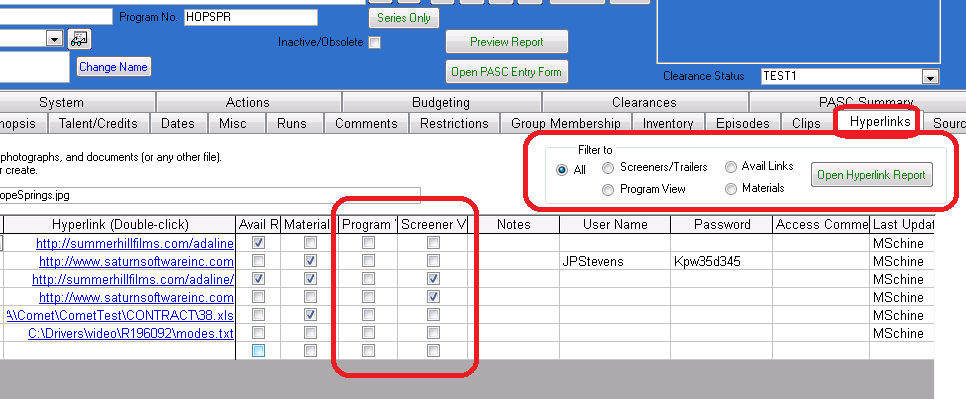 Program No. HOPSPR
Series Only
Inactive/Obsolete
Preview Report
Change Name
Open PASC Entry Form
Clearance Status TEST1
System Actions Budgeting Clearances PASC Summary
nopsis Talent/Credits Dates Misc Runs Comments Restrictions Group Membership Inventory Episodes Clips Hyperlinks Sourc
photographs, and documents (or any other file).
r create.
Filter to
All Screeners/Trailers Avail Links
Program View Materials
Open Hyperlink Report
opeSprings.jpg
Hyperlink (Double-click) Avail R Material Program Screener V Notes User Name Password Access Comme Last Updat
http://summerhillfilms.com/adaline MSchine
http://www.saturnsoftwareinc.com JPStevens Kpw35d345 MSchine
http://summerhillfilms.com/adaline/ MSchine
http://www.saturnsoftwareinc.com MSchine
A\Comet\CometTest\CONTRACT\38.xls MSchine
C:\Drivers\video\R196092\modes.txt MSchine